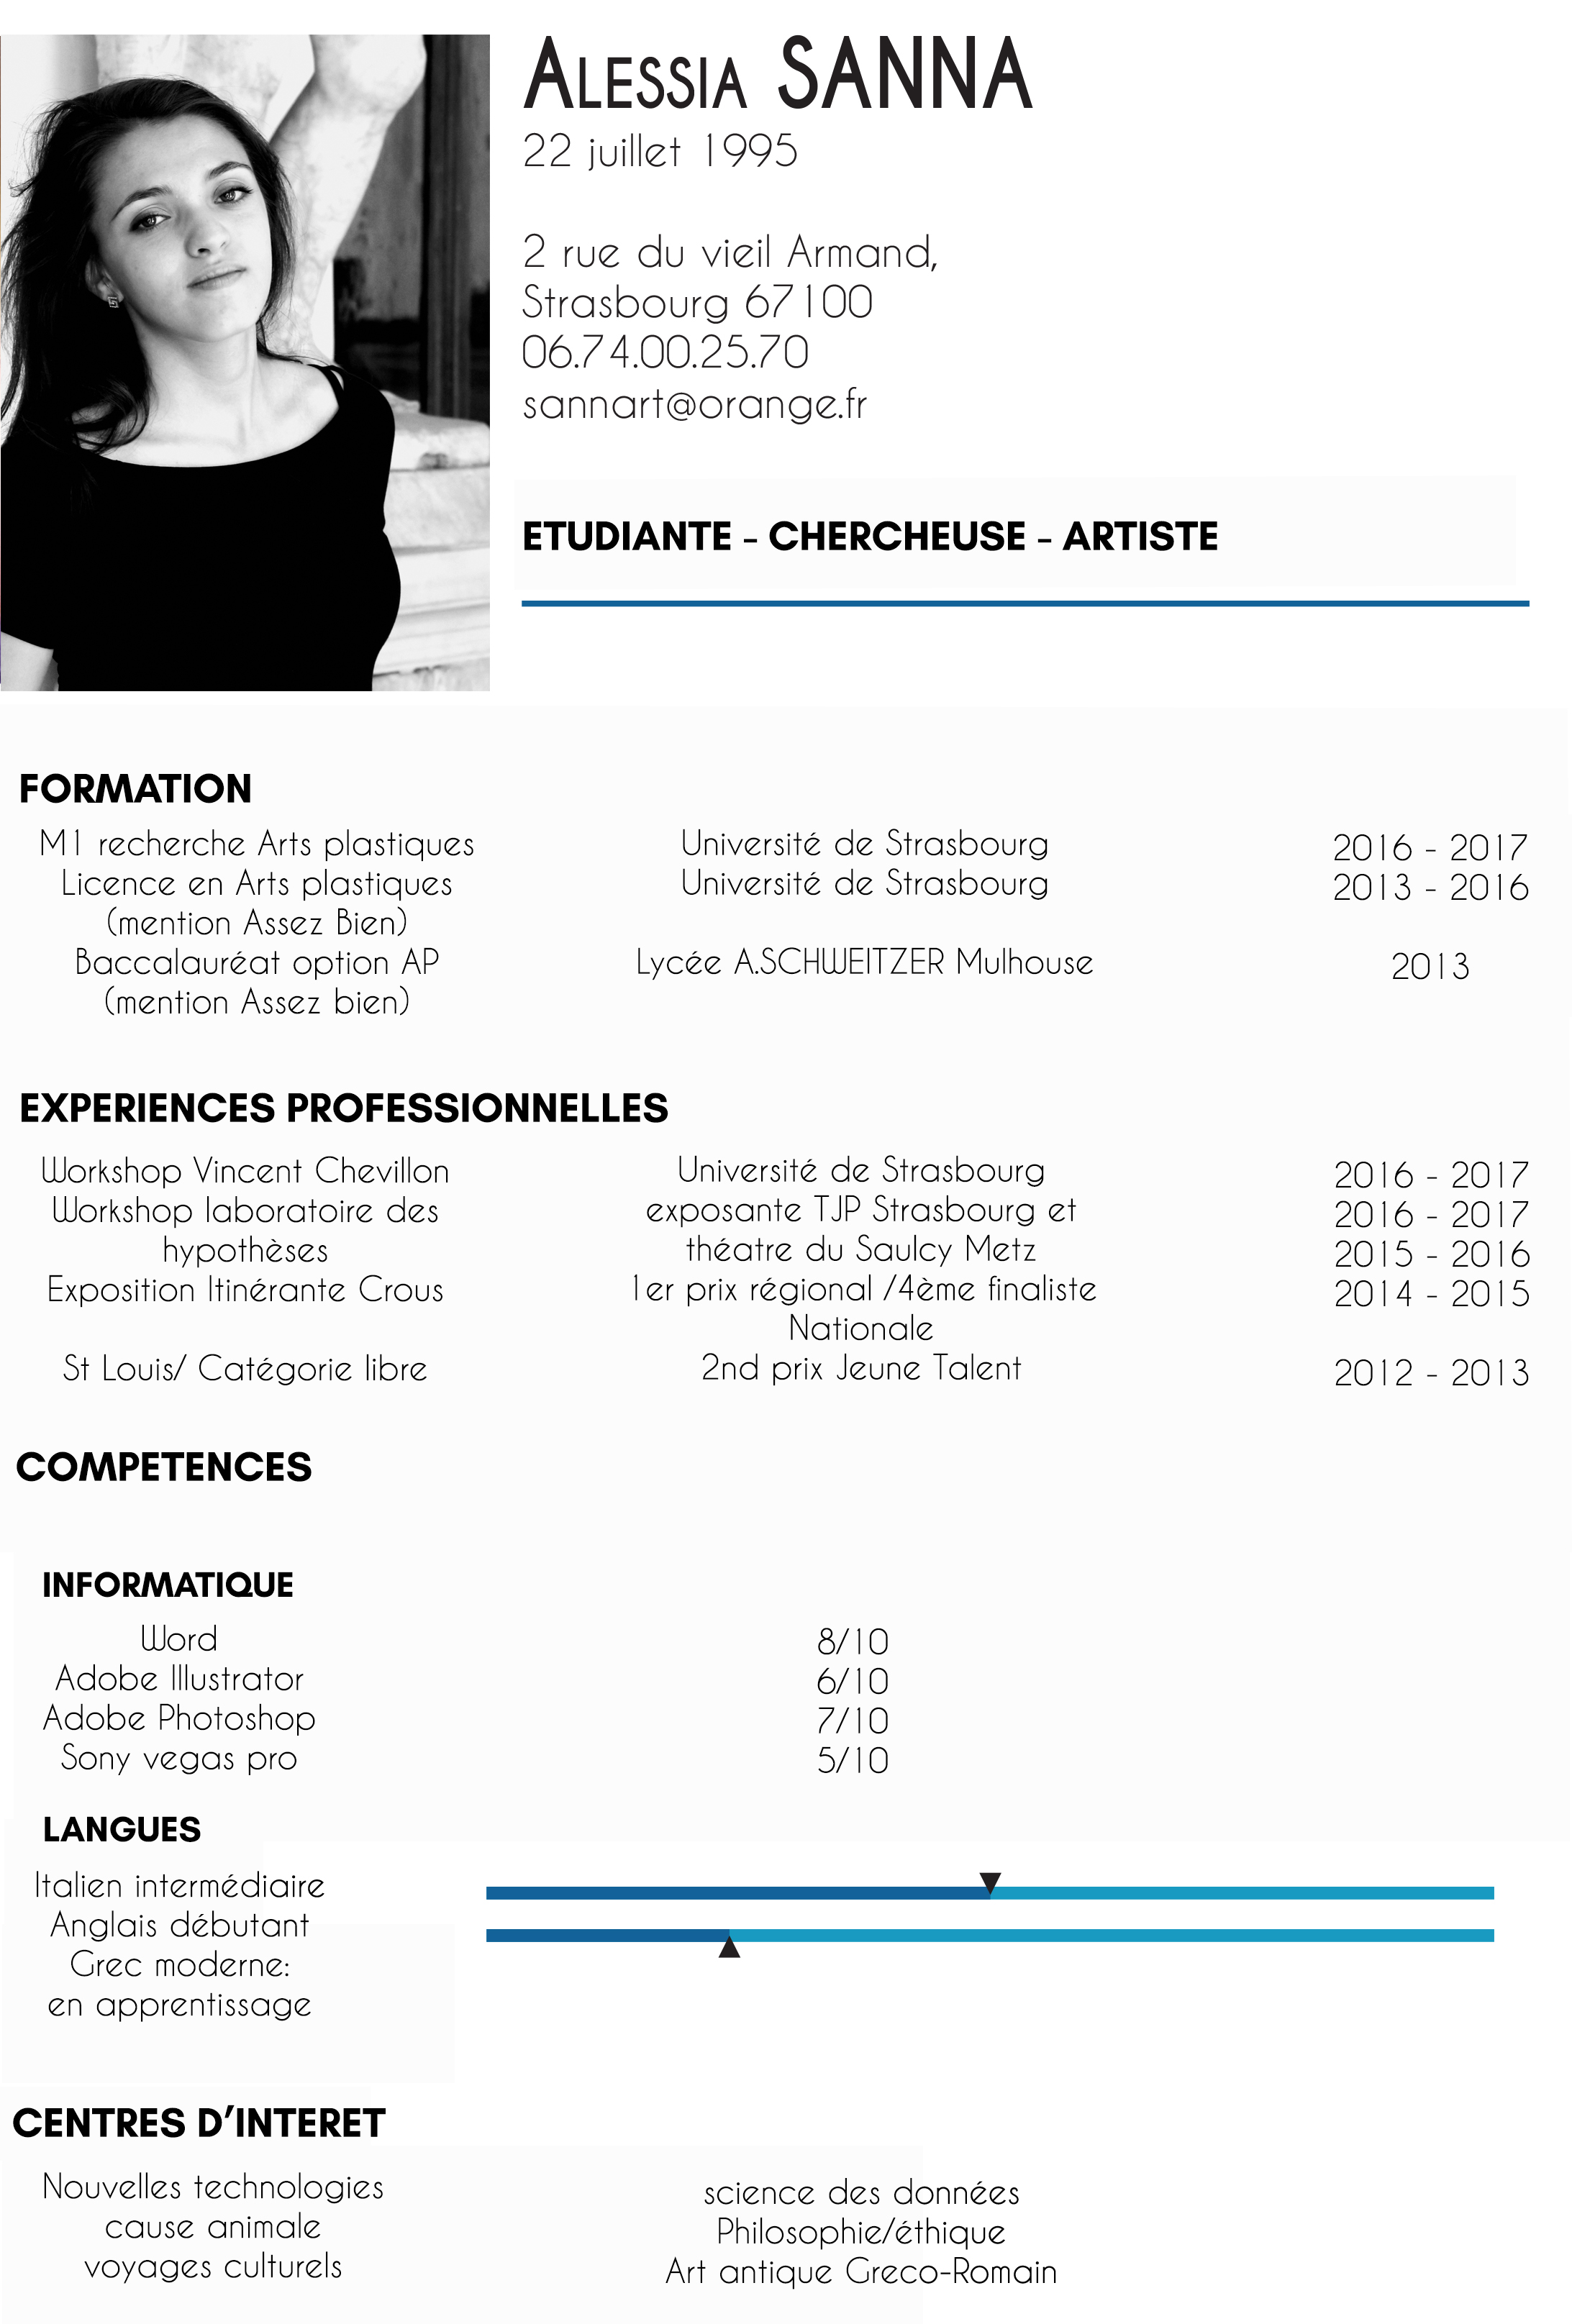 Alessia SANNA
22 juillet 1995
2 rue du vieil Armand,
Strasbourg 67100
06.74.00.25.70
sannart@orange.fr
ETUDIANTE - CHERCHEUSE - ARTISTE
FORMATION
M1 recherche Arts plastiques Université de Strasbourg 2016 - 2017
Licence en Arts plastiques Université de Strasbourg 2013 - 2016
(mention Assez Bien)
Baccalauréat option AP Lycée A.SCHWEITZER Mulhouse 2013
(mention Assez bien)
EXPERIENCES PROFESSIONNELLES
Workshop Vincent Chevillon Université de Strasbourg 2016 - 2017
Workshop laboratoire des exposante TJP Strasbourg et 2016 - 2017
hypothèses théatre du Saulcy Metz 2015 - 2016
Exposition Itinérante Crous 1er prix régional /4ème finaliste 2014 - 2015
Nationale
St Louis/ Catégorie libre 2nd prix Jeune Talent 2012 - 2013
COMPETENCES
INFORMATIQUE
Word 8/10
Adobe Illustrator 6/10
Adobe Photoshop 7/10
Sony vegas pro 5/10
LANGUES
Italien intermédiaire
Anglais débutant
Grec moderne:
en apprentissage
CENTRES D'INTERET
Nouvelles technologies science des données
cause animale Philosophie/éthique
voyages culturels Art antique Greco-Romain